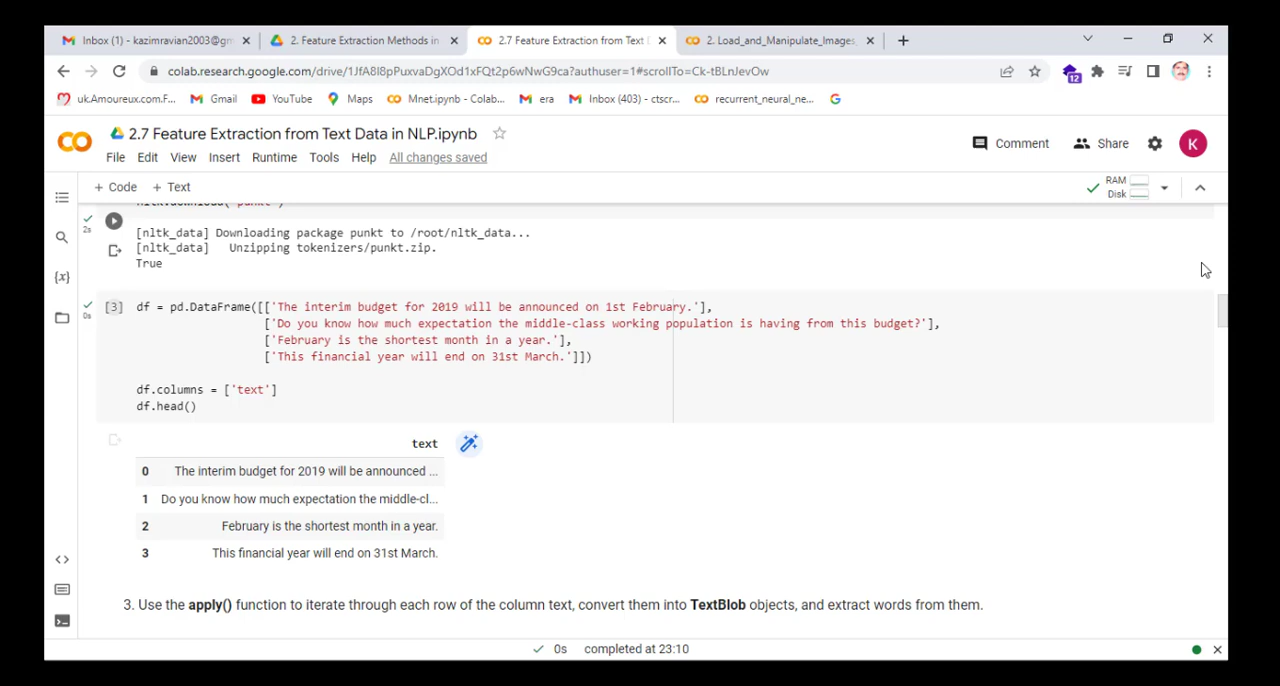 Inbox (1) - kazimravian2003@gm
2. Feature Extraction Methods in
2.7 Feature Extraction from Text
2. Load_and_Manipulate_Images,
colab.research.google.com/drive/1JfA8l8pPuxvaDgXOd1xFQt2p6wNwG9ca?authuser=1#scrollTo=Ck-tBLnJevOw
12
uk.Amoureux.com.F...
Gmail
YouTube
Maps
Mnet.ipynb - Colab...
era
Inbox (403) - ctscr...
recurrent_neural_ne...
2.7 Feature Extraction from Text Data in NLP.ipynb
Comment
Share
K
File Edit View Insert Runtime Tools Help All changes saved
+ Code + Text
RAM
Disk
2s
[nltk_data] Downloading package punkt to /root/nltk_data...
[nltk_data] Unzipping tokenizers/punkt.zip.
True
{x}
[3] df = pd.DataFrame([['The interim budget for 2019 will be announced on 1st February.'],
0s
['Do you know how much expectation the middle-class working population is having from this budget?'],
['February is the shortest month in a year.'],
['This financial year will end on 31st March.']])
df.columns = ['text']
df.head()
text
0 The interim budget for 2019 will be announced ...
1 Do you know how much expectation the middle-cl...
2 February is the shortest month in a year.
3 This financial year will end on 31st March.
3. Use the apply() function to iterate through each row of the column text, convert them into TextBlob objects, and extract words from them.
0s completed at 23:10